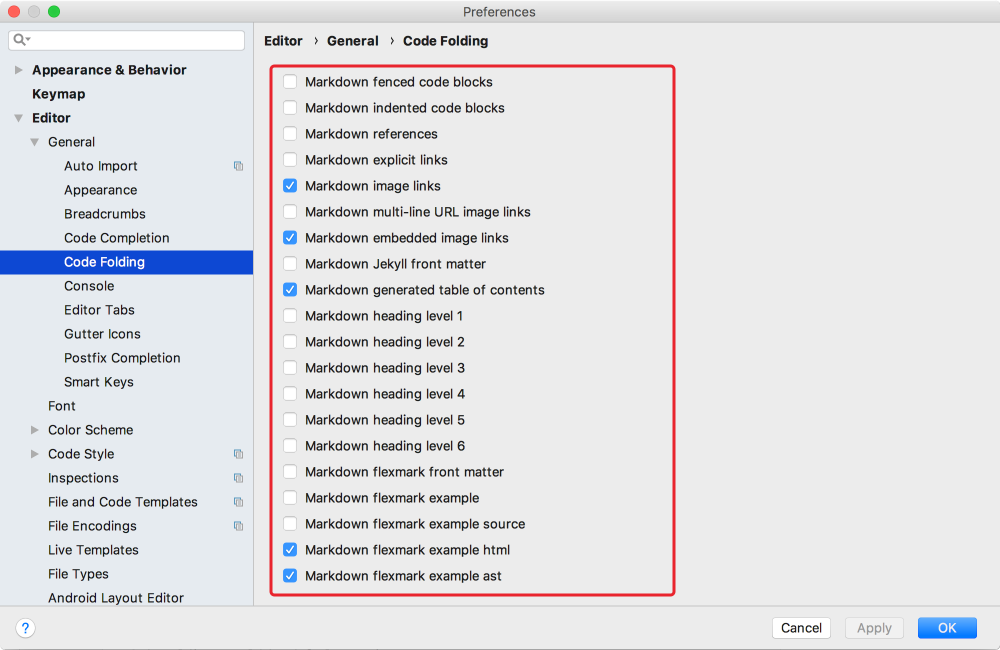 Preferences
Editor › General › Code Folding
Appearance & Behavior
Keymap
Editor
General
Auto Import
Appearance
Breadcrumbs
Code Completion
Code Folding
Console
Editor Tabs
Gutter Icons
Postfix Completion
Smart Keys
Font
Color Scheme
Code Style
Inspections
File and Code Templates
File Encodings
Live Templates
File Types
Android Layout Editor
Markdown fenced code blocks
Markdown indented code blocks
Markdown references
Markdown explicit links
Markdown image links
Markdown multi-line URL image links
Markdown embedded image links
Markdown Jekyll front matter
Markdown generated table of contents
Markdown heading level 1
Markdown heading level 2
Markdown heading level 3
Markdown heading level 4
Markdown heading level 5
Markdown heading level 6
Markdown flexmark front matter
Markdown flexmark example
Markdown flexmark example source
Markdown flexmark example html
Markdown flexmark example ast
?
Cancel
Apply
OK